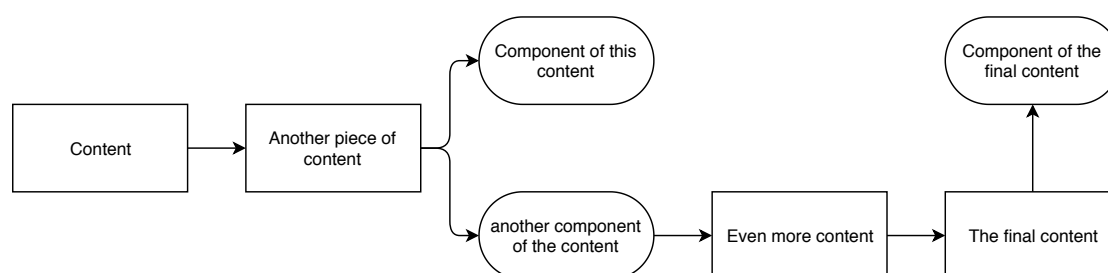 Content
Another piece of
content
Component of this
content
another component
of the content
Even more content
The final content
Component of the
final content